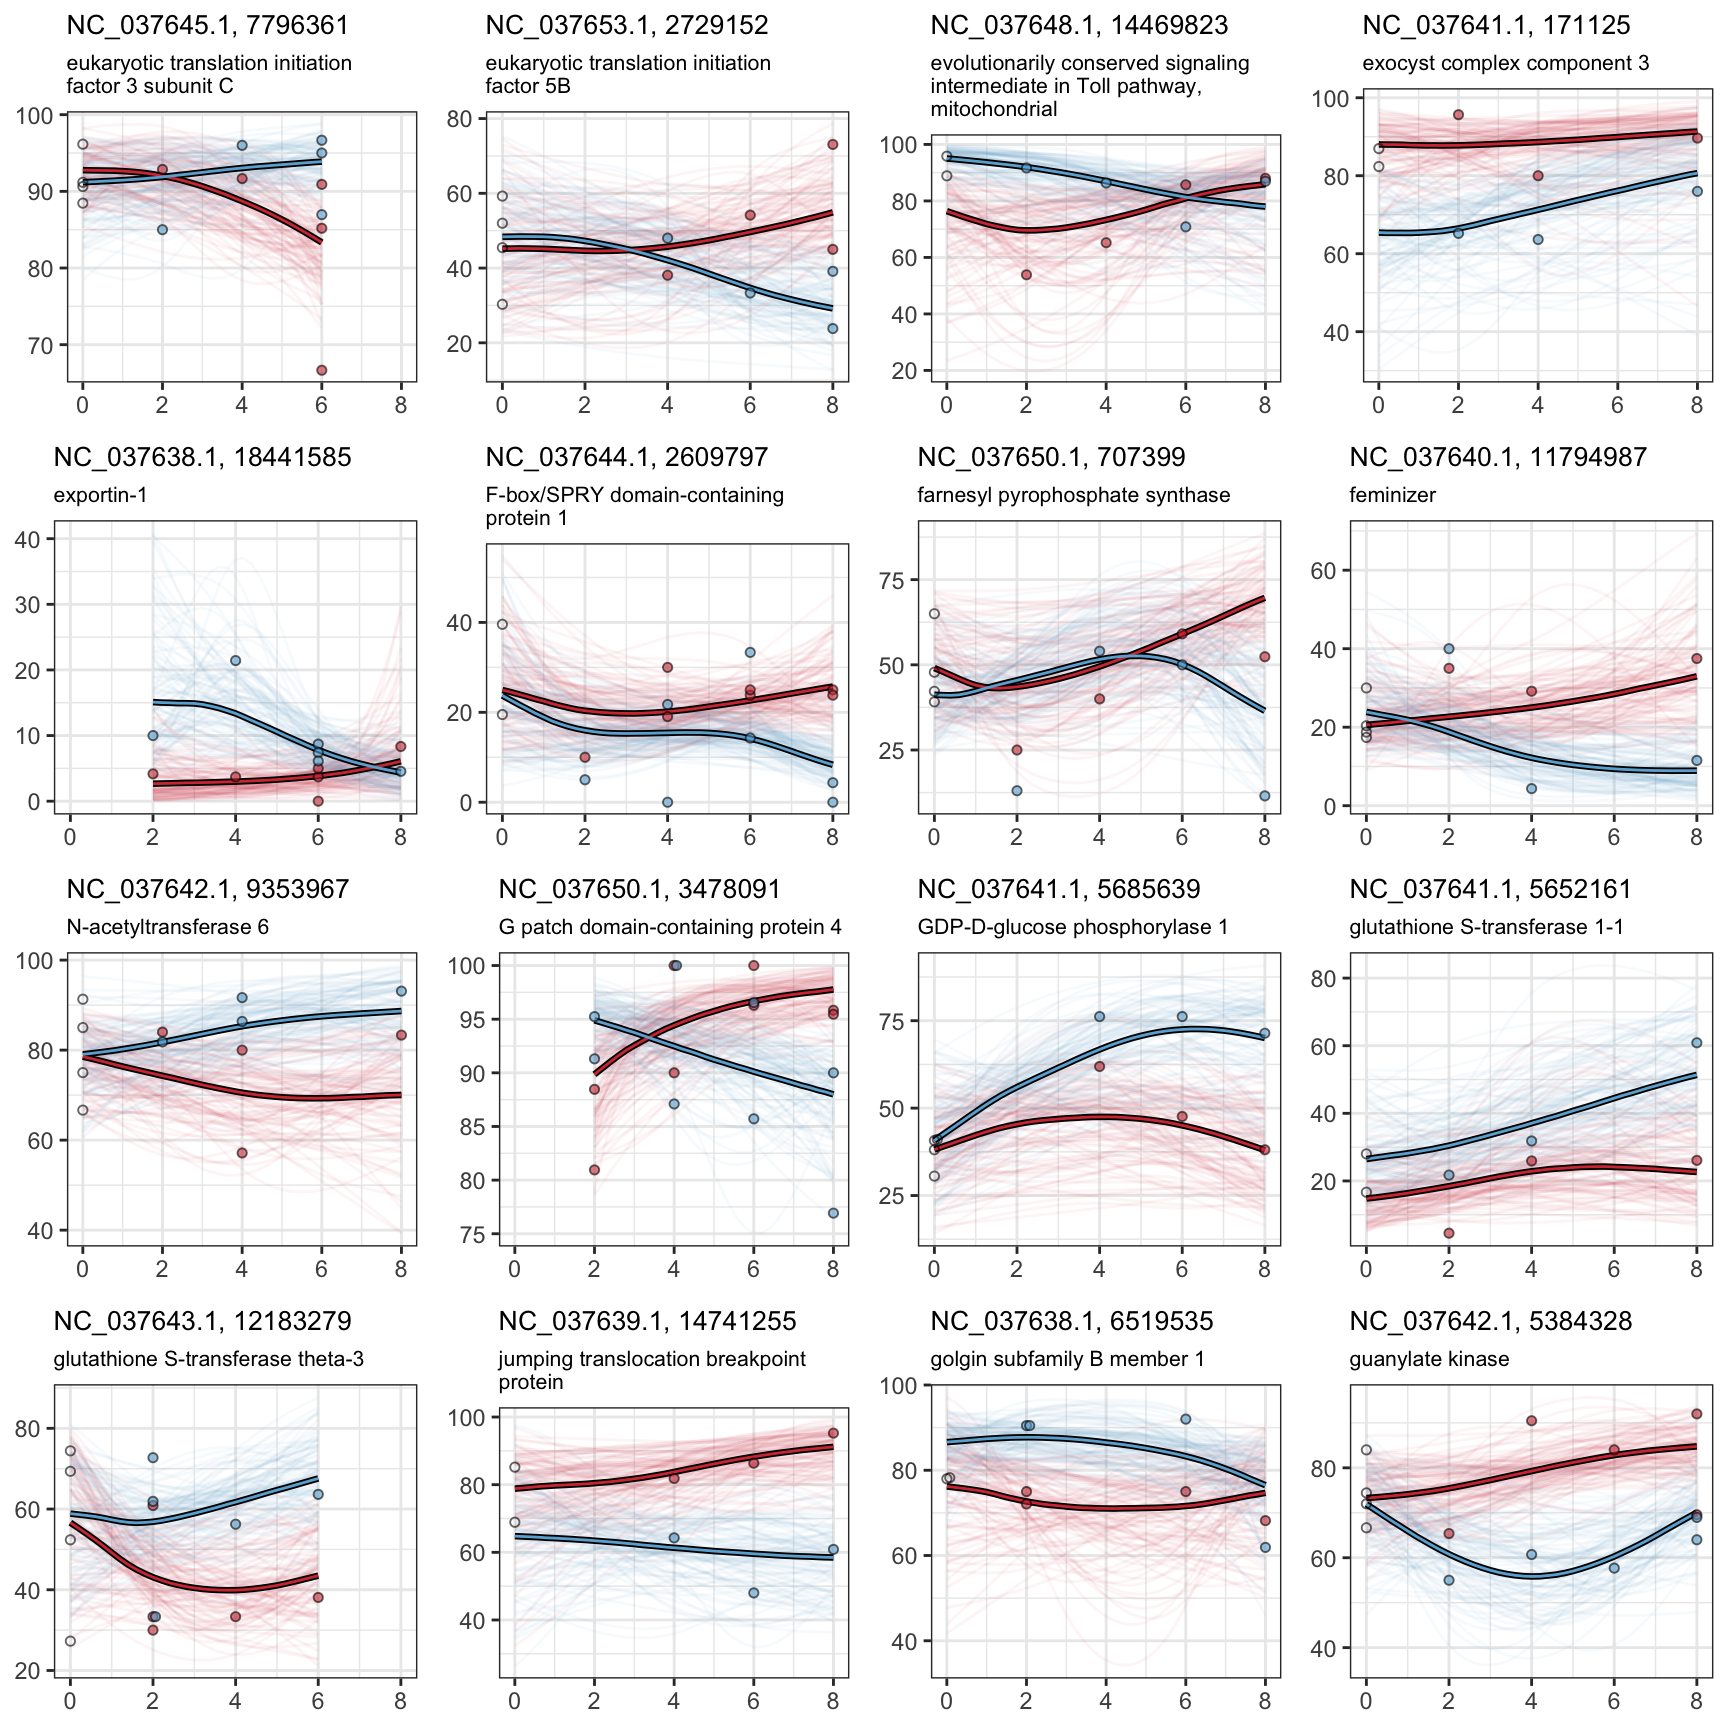 NC_037645.1, 7796361
eukaryotic translation initiation
factor 3 subunit C
100
90
80
70
0 2 4 6 8
NC_037653.1, 2729152
eukaryotic translation initiation
factor 5B
80
60
40
20
0 2 4 6 8
NC_037648.1, 14469823
evolutionarily conserved signaling
intermediate in Toll pathway,
mitochondrial
100
80
60
40
20
0 2 4 6 8
NC_037641.1, 171125
exocyst complex component 3
100
80
60
40
0 2 4 6 8
NC_037638.1, 18441585
exportin-1
40
30
20
10
0
0 2 4 6 8
NC_037644.1, 2609797
F-box/SPRY domain-containing
protein 1
40
20
0
0 2 4 6 8
NC_037650.1, 707399
farnesyl pyrophosphate synthase
75
50
25
0 2 4 6 8
NC_037640.1, 11794987
feminizer
60
40
20
0
0 2 4 6 8
NC_037642.1, 9353967
N-acetyltransferase 6
100
80
60
40
0 2 4 6 8
NC_037650.1, 3478091
G patch domain-containing protein 4
100
95
90
85
80
75
0 2 4 6 8
NC_037641.1, 5685639
GDP-D-glucose phosphorylase 1
75
50
25
0 2 4 6 8
NC_037641.1, 5652161
glutathione S-transferase 1-1
80
60
40
20
0 2 4 6 8
NC_037643.1, 12183279
glutathione S-transferase theta-3
80
60
40
20
0 2 4 6 8
NC_037639.1, 14741255
jumping translocation breakpoint
protein
100
80
60
40
0 2 4 6 8
NC_037638.1, 6519535
golgin subfamily B member 1
100
80
60
40
0 2 4 6 8
NC_037642.1, 5384328
guanylate kinase
80
60
40
0 2 4 6 8